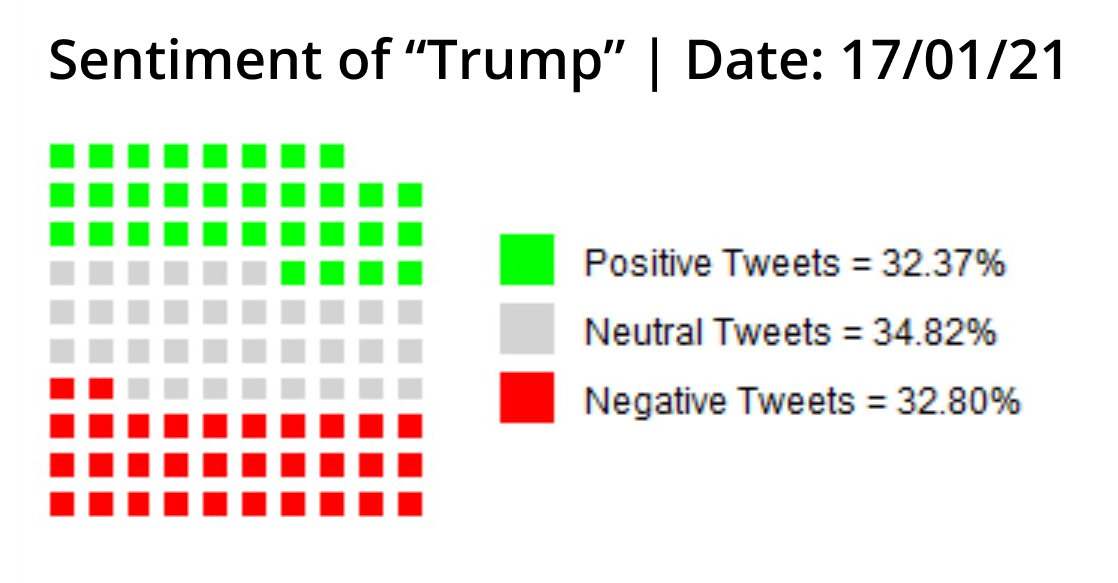 Sentiment of “Trump” | Date: 17/01/21
Positive Tweets = 32.37%
Neutral Tweets = 34.82%
Negative Tweets = 32.80%